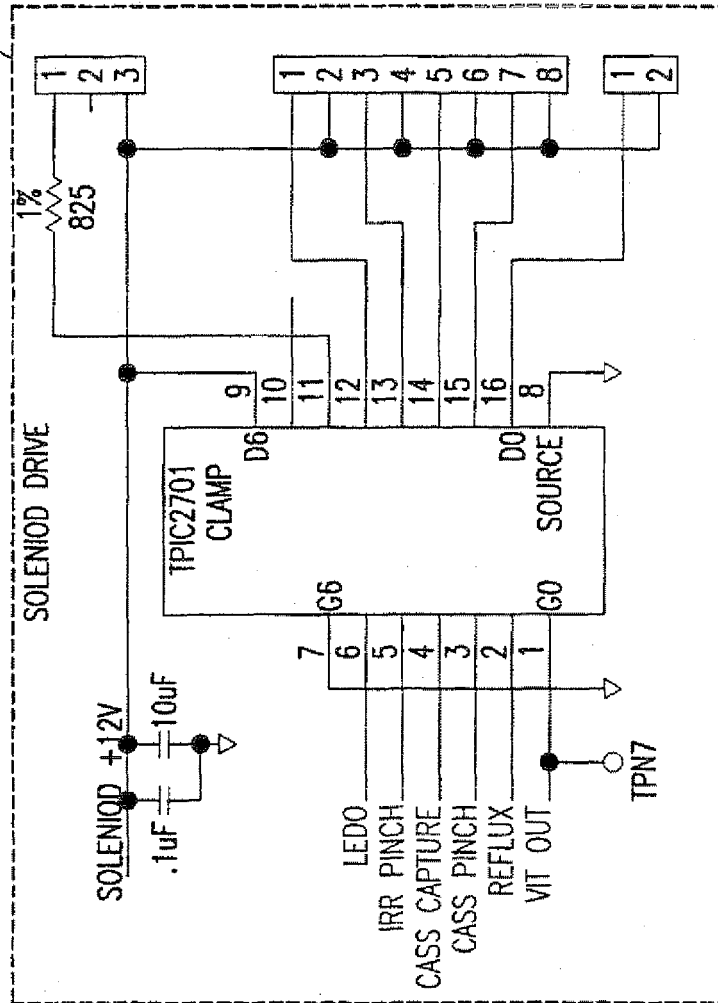 SOLENIOD DRIVE
SOLENIOD +12V
.1uF
10uF
1%
825
1
2
3
TPIC2701
CLAMP
G6
D6
G0
D0
SOURCE
7
6
5
4
3
2
1
9
10
11
12
13
14
15
16
8
LED0
IRR PINCH
CASS CAPTURE
CASS PINCH
REFLUX
VIT OUT
TPN7
1
2
3
4
5
6
7
8
1
2